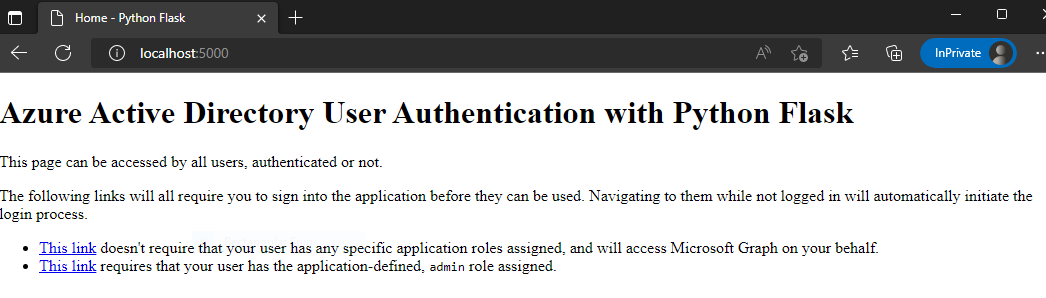 Home - Python Flask
localhost:5000
InPrivate
Azure Active Directory User Authentication with Python Flask
This page can be accessed by all users, authenticated or not.
The following links will all require you to sign into the application before they can be used. Navigating to them while not logged in will automatically initiate the
login process.
• This link doesn't require that your user has any specific application roles assigned, and will access Microsoft Graph on your behalf.
• This link requires that your user has the application-defined, admin role assigned.